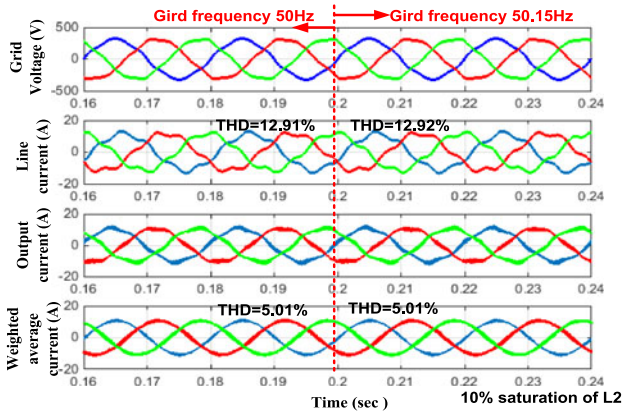 Gird frequency 50Hz
Gird frequency 50.15Hz
Grid
Voltage (V)
500
0
-500
0.16 0.17 0.18 0.19 0.2 0.21 0.22 0.23 0.24
THD=12.91%
THD=12.92%
Line
current (A)
20
0
-20
0.16 0.17 0.18 0.19 0.2 0.21 0.22 0.23 0.24
Output
current (A)
20
0
-20
0.16 0.17 0.18 0.19 0.2 0.21 0.22 0.23 0.24
THD=5.01%
THD=5.01%
Weighted
average
current (A)
20
0
-20
0.16 0.17 0.18 0.19 0.2 0.21 0.22 0.23 0.24
Time (sec )
10% saturation of L2